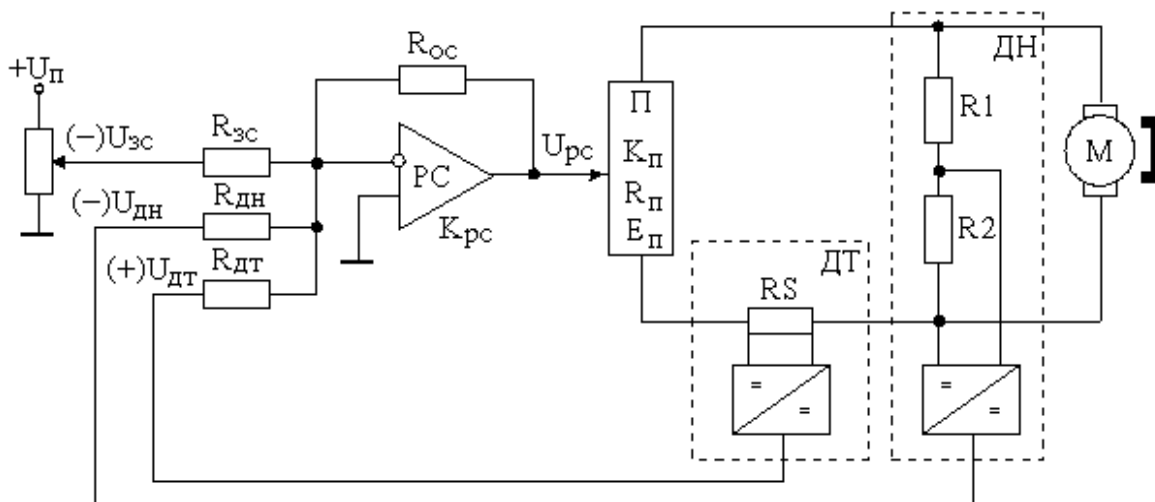 +Uп
(−)Uзс
Rзс
(−)Uдн
Rдн
(+)Uдт
Rдт
Rос
РС
Kрс
Uрс
П
Kп
Rп
Eп
ДТ
RS
=
=
ДН
R1
R2
=
=
М